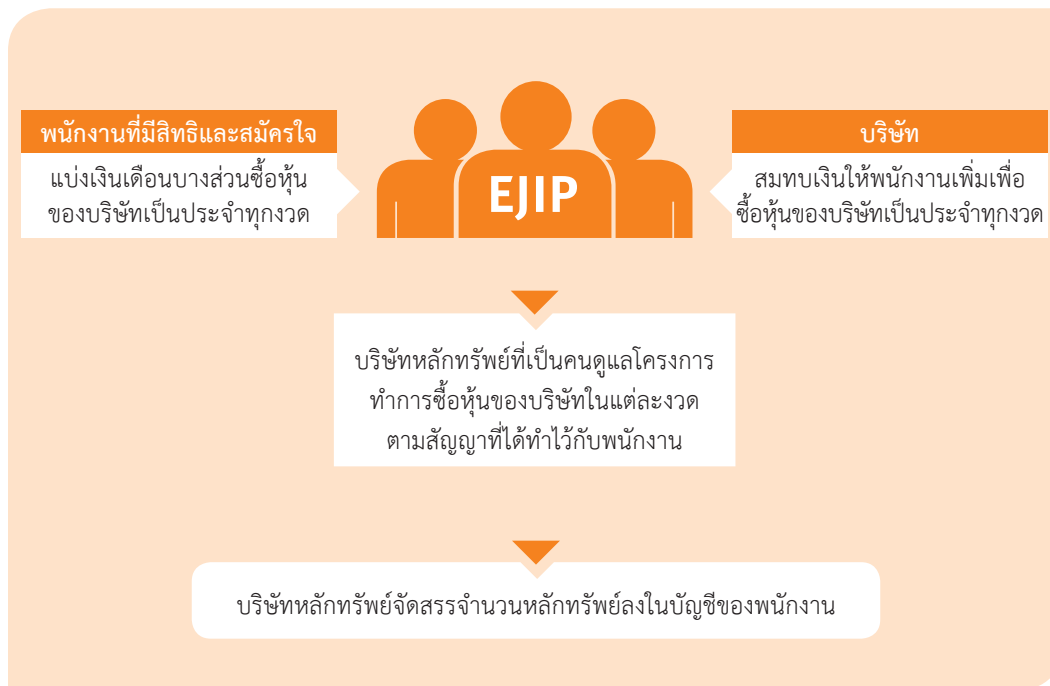 พนักงานที่มีสิทธิและสมัครใจ
แบ่งเงินเดือนบางส่วนซื้อหุ้น
ของบริษัทเป็นประจำทุกงวด
EJIP
บริษัท
สมทบเงินให้พนักงานเพิ่มเพื่อ
ซื้อหุ้นของบริษัทเป็นประจำทุกงวด
บริษัทหลักทรัพย์ที่เป็นคนดูแลโครงการ
ทำการซื้อหุ้นของบริษัทในแต่ละงวด
ตามสัญญาที่ได้ทำไว้กับพนักงาน
บริษัทหลักทรัพย์จัดสรรจำนวนหลักทรัพย์ลงในบัญชีของพนักงาน